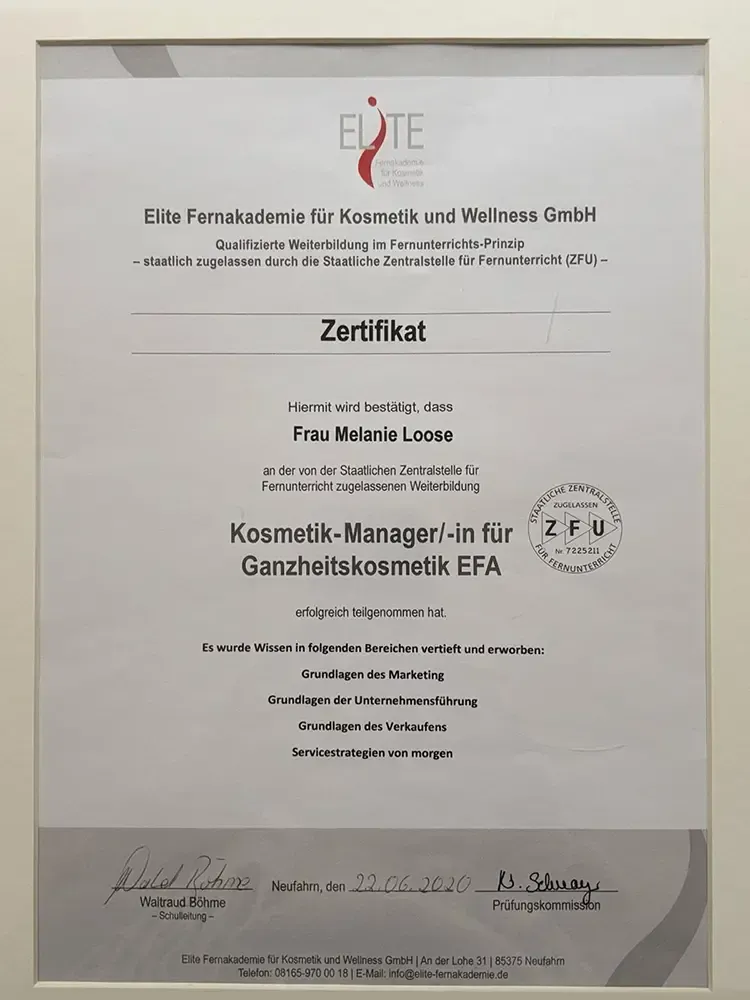 ELITE
Fernakademie
für Kosmetik
und Wellness
Elite Fernakademie für Kosmetik und Wellness GmbH
Qualifizierte Weiterbildung im Fernunterrichts-Prinzip
– staatlich zugelassen durch die Staatliche Zentralstelle für Fernunterricht (ZFU) –
Zertifikat
Hiermit wird bestätigt, dass
Frau Melanie Loose
an der von der Staatlichen Zentralstelle für
Fernunterricht zugelassenen Weiterbildung
Kosmetik-Manager/-in für
Ganzheitskosmetik EFA
STAATLICHE ZENTRALSTELLE
ZUGELASSEN
ZFU
Nr. 7225211
FÜR FERNUNTERRICHT
erfolgreich teilgenommen hat.
Es wurde Wissen in folgenden Bereichen vertieft und erworben:
Grundlagen des Marketing
Grundlagen der Unternehmensführung
Grundlagen des Verkaufens
Servicestrategien von morgen
Neufahrn, den 22.06.2020
Waltraud Böhme
– Schulleitung –
Prüfungskommission
Elite Fernakademie für Kosmetik und Wellness GmbH | An der Lohe 31 | 85375 Neufahrn
Telefon: 08165-970 00 18 | E-Mail: info@elite-fernakademie.de